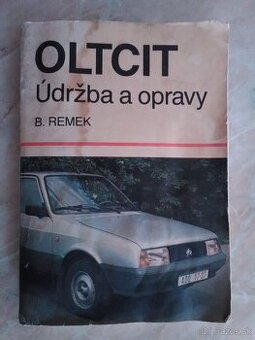 OLTCIT
Údržba a opravy
B. REMEK